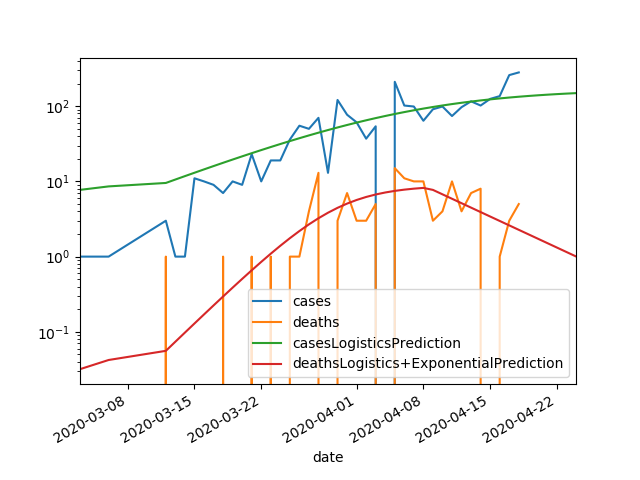 10²
10¹
10⁰
10⁻¹
cases
deaths
casesLogisticsPrediction
deathsLogistics+ExponentialPrediction
2020-03-08
2020-03-15
2020-03-22
2020-04-01
2020-04-08
2020-04-15
2020-04-22
date